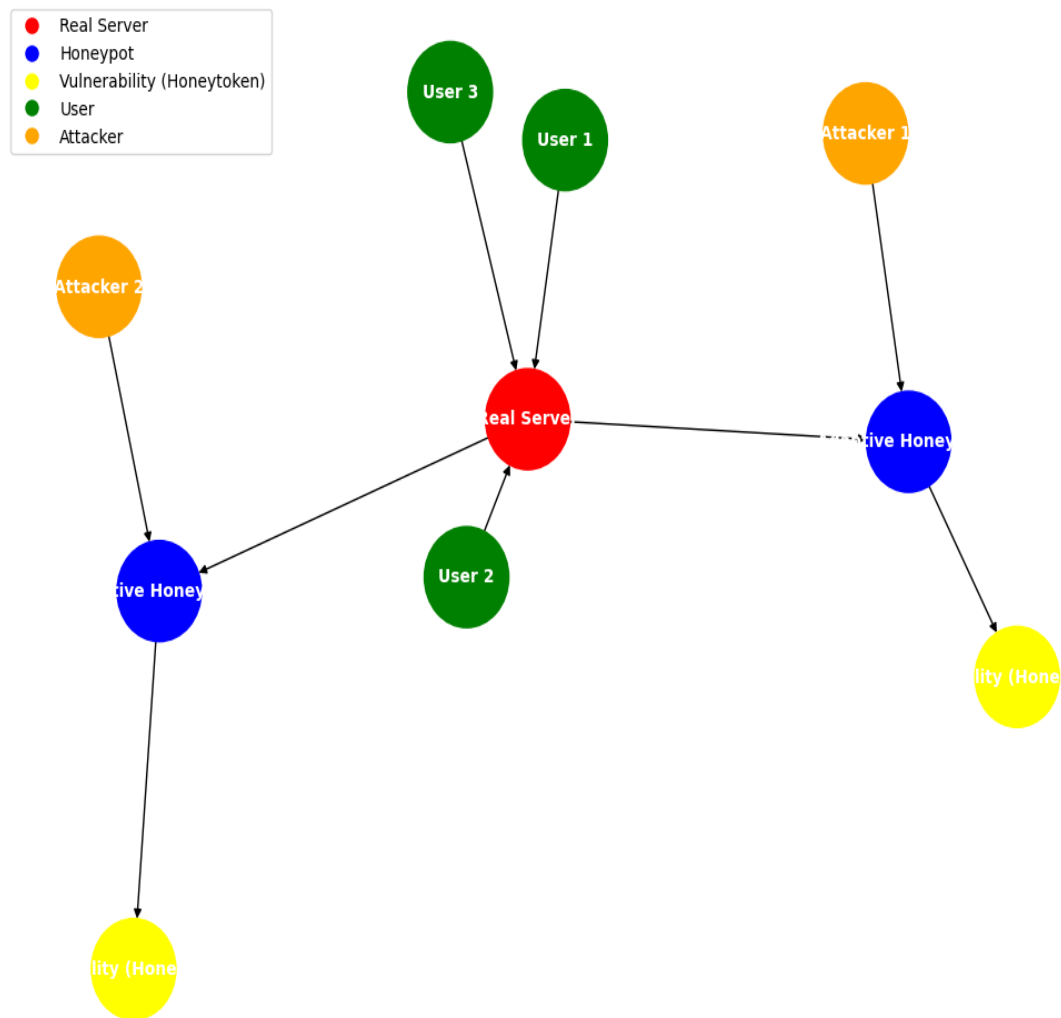 Real Server
Honeypot
Vulnerability (Honeytoken)
User
Attacker
User 3
User 1
Attacker 1
Attacker 2
Real Server
tive Honey
User 2
tive Honey
lity (Hone
lity (Hone